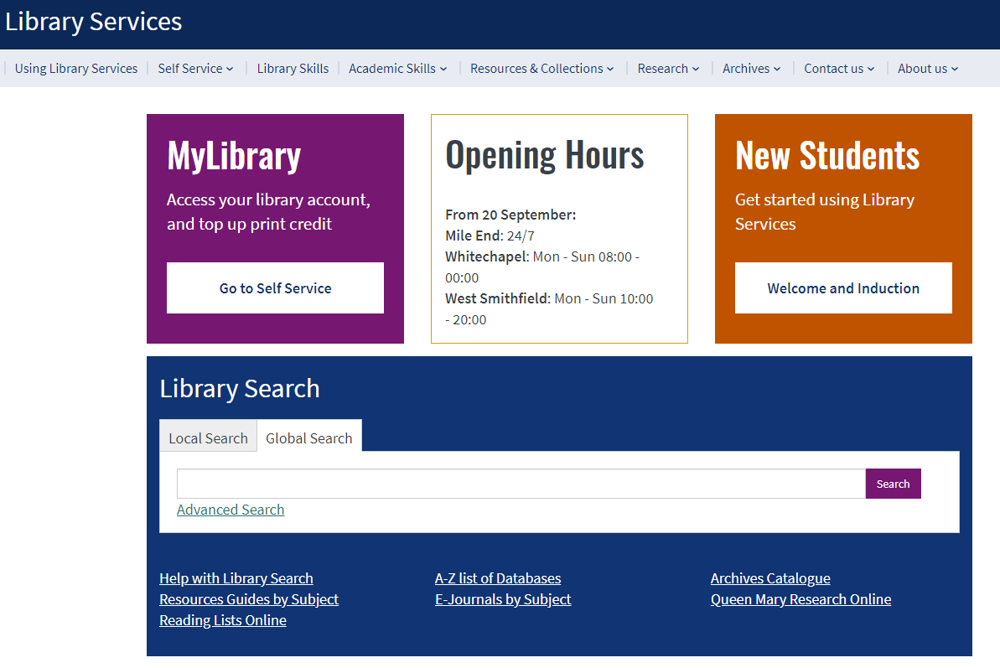 Library Services
Using Library Services
Self Service
Library Skills
Academic Skills
Resources & Collections
Research
Archives
Contact us
About us
MyLibrary
Access your library account,
and top up print credit
Go to Self Service
Opening Hours
From 20 September:
Mile End: 24/7
Whitechapel: Mon - Sun 08:00 -
00:00
West Smithfield: Mon - Sun 10:00
- 20:00
New Students
Get started using Library
Services
Welcome and Induction
Library Search
Local Search
Global Search
Search
Advanced Search
Help with Library Search
Resources Guides by Subject
Reading Lists Online
A-Z list of Databases
E-Journals by Subject
Archives Catalogue
Queen Mary Research Online